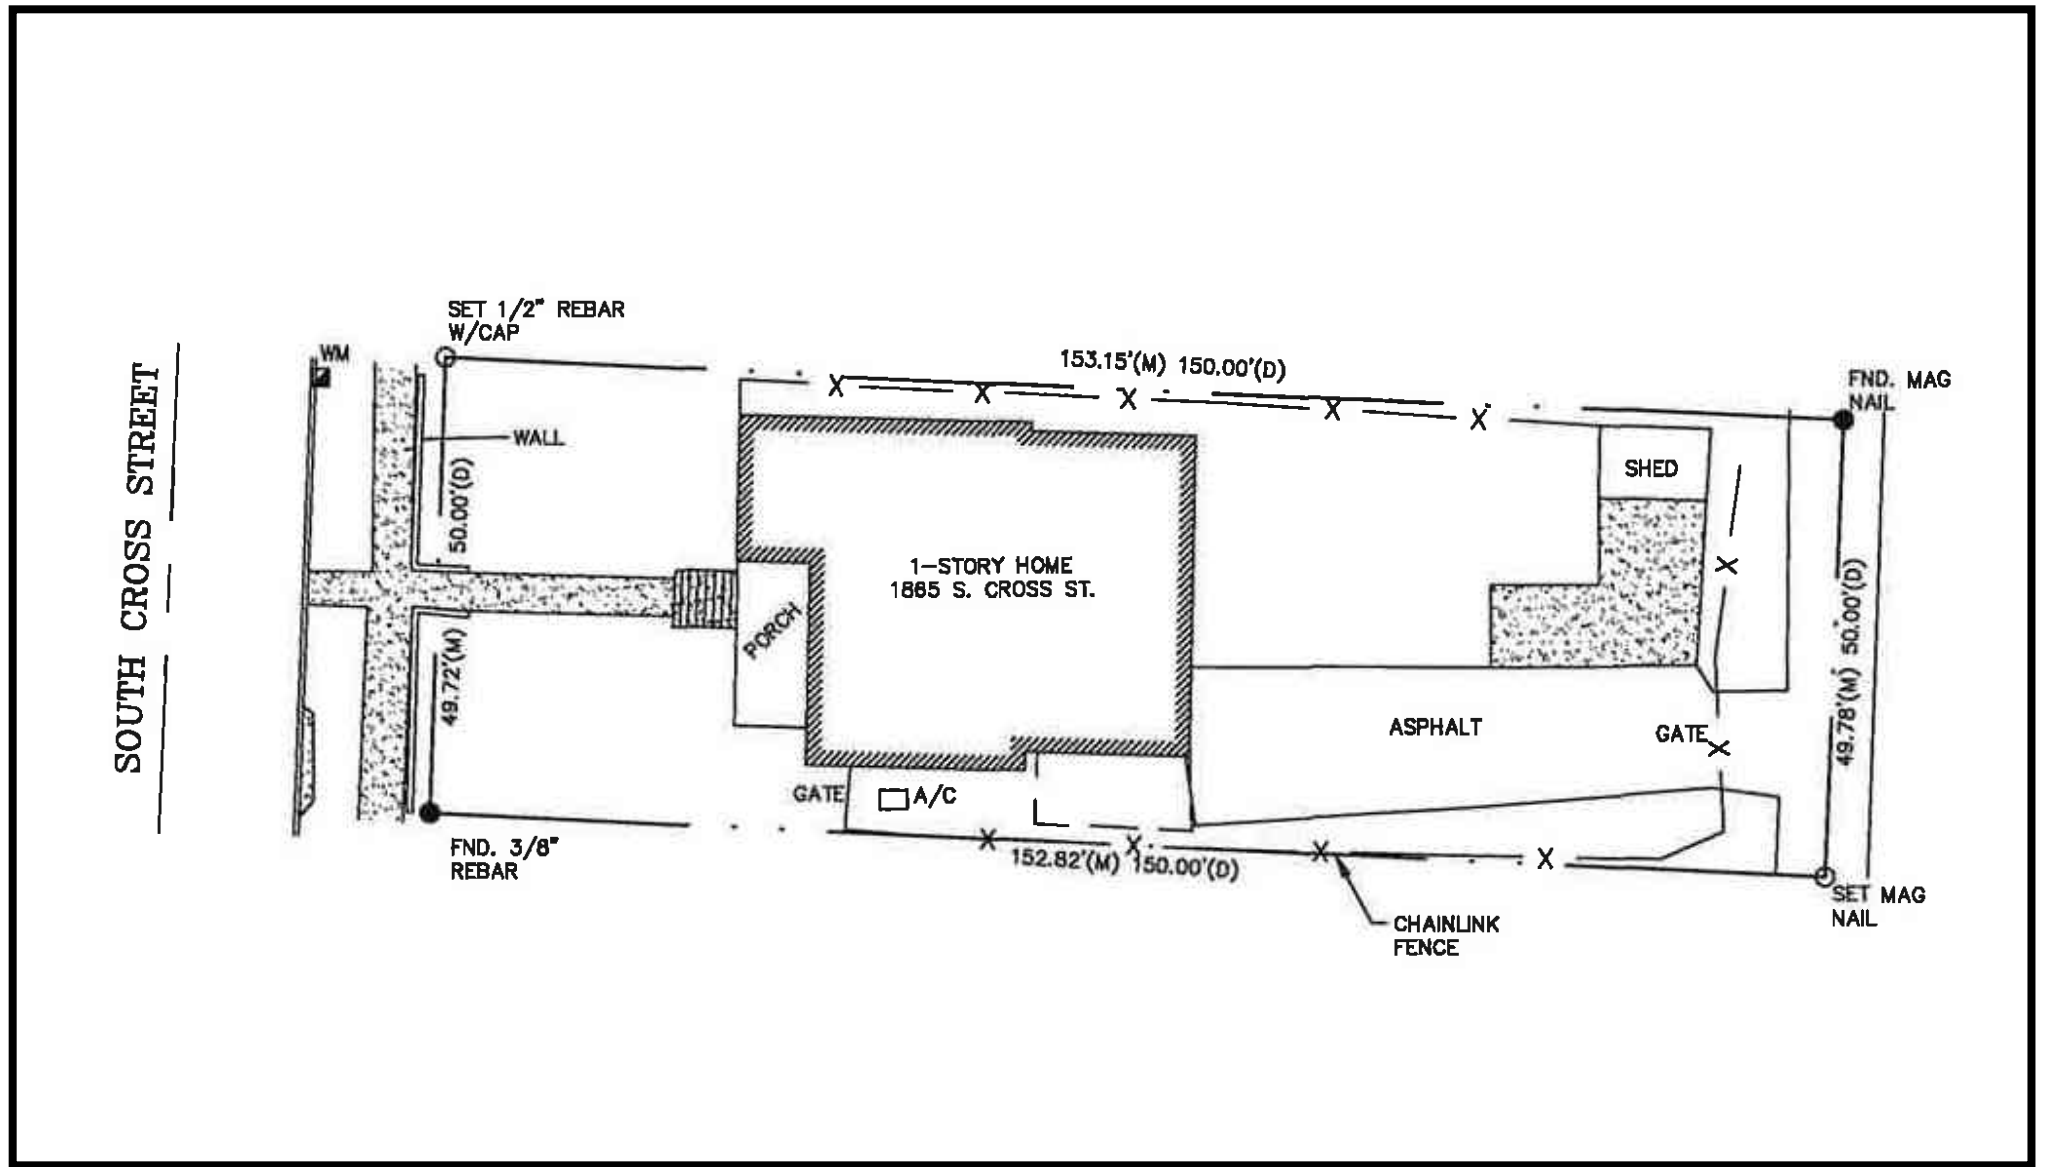 SOUTH CROSS STREET
WM
SET 1/2" REBAR
W/CAP
WALL
50.00'(D)
49.72'(M)
FND. 3/8"
REBAR
153.15'(M) 150.00'(D)
FND. MAG
NAIL
SHED
1-STORY HOME
1865 S. CROSS ST.
PORCH
GATE
A/C
ASPHALT
GATE
49.78'(M) 50.00'(D)
152.82'(M) 150.00'(D)
CHAINLINK
FENCE
SET MAG
NAIL